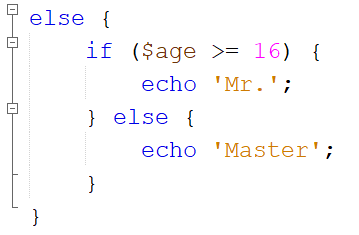 else {
    if ($age >= 16) {
        echo 'Mr.';
    } else {
        echo 'Master';
    }
}